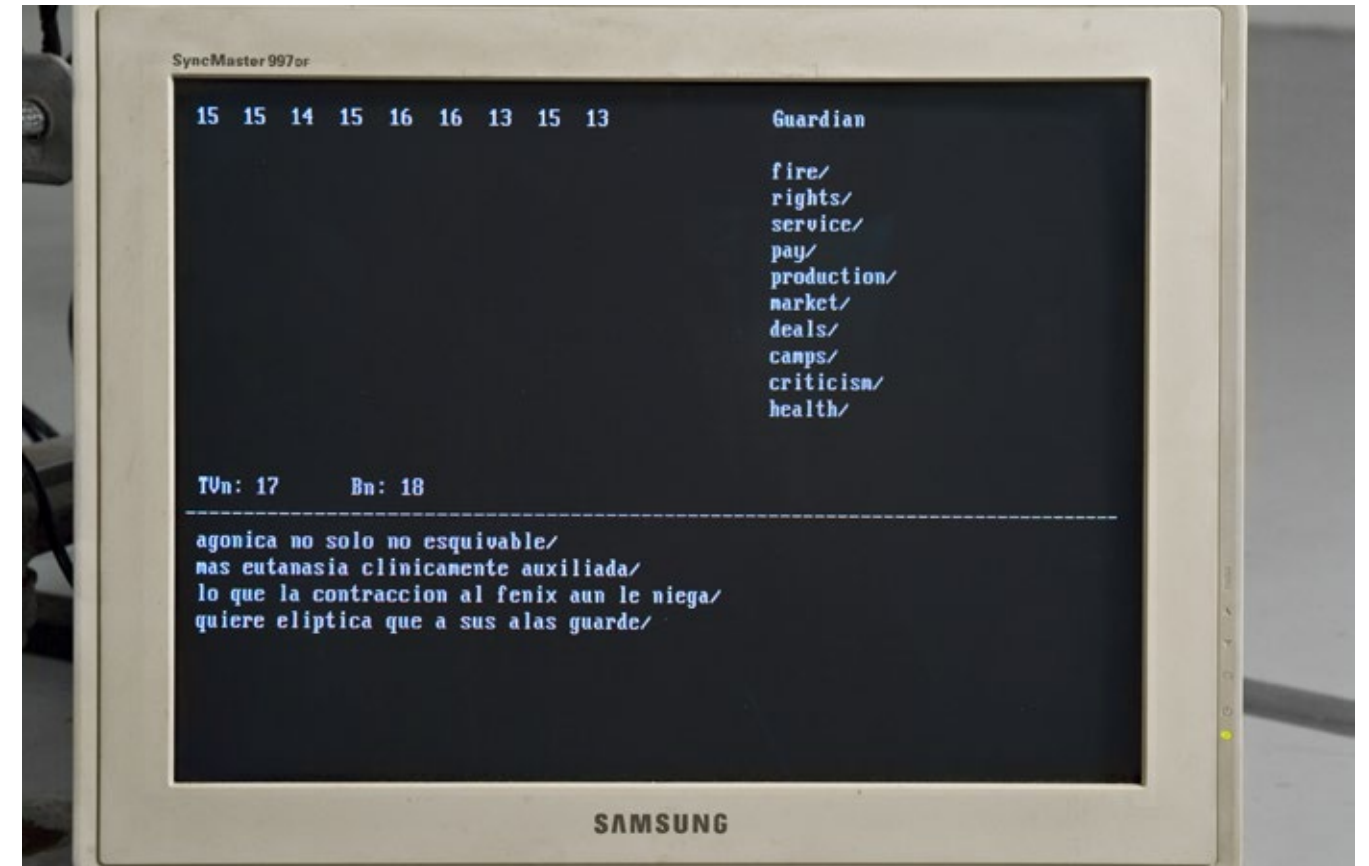 SyncMaster 997DF
15 15 14 15 16 16 13 15 13
Guardian
fire/
rights/
service/
pay/
production/
market/
deals/
camps/
criticism/
health/
TVn: 17 Bn: 18
agonica no solo no esquivable/
mas eutanasia clinicamente auxiliada/
lo que la contraccion al fenix aun le niega/
quiere eliptica que a sus alas guarde/
SAMSUNG